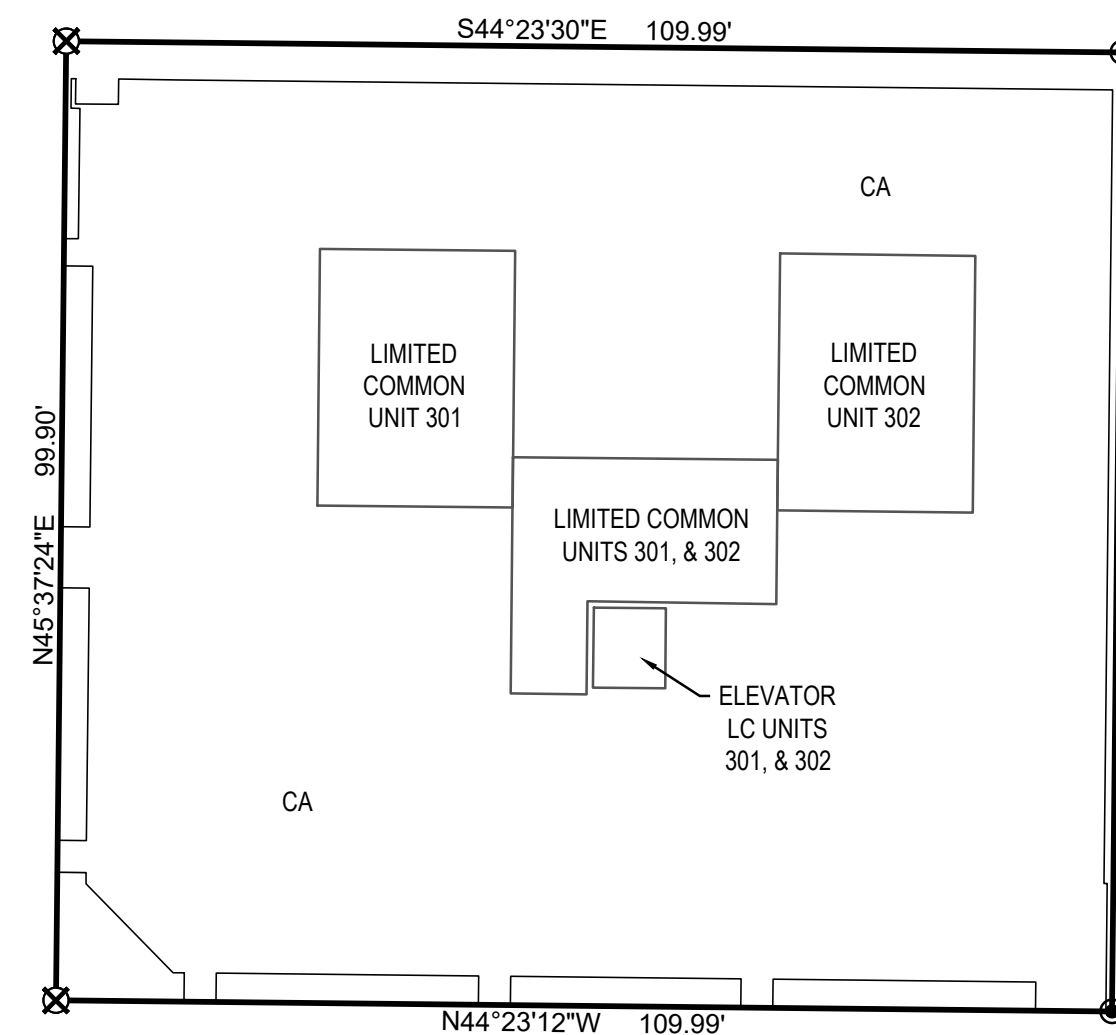 S44°23'30"E 109.99'
CA
LIMITED
COMMON
UNIT 301
LIMITED
COMMON
UNIT 302
LIMITED COMMON
UNITS 301, & 302
N45°37'24"E 99.90'
ELEVATOR
LC UNITS
301, & 302
CA
N44°23'12"W 109.99'